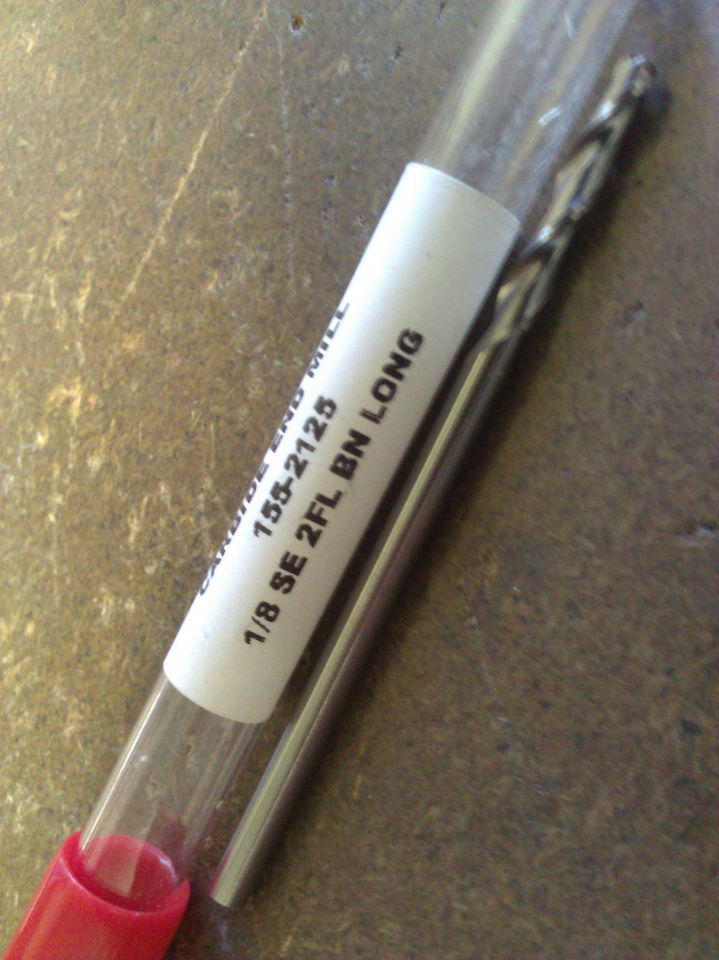 CARBIDE END MILL
155-2125
1/8 SE 2FL BN LONG